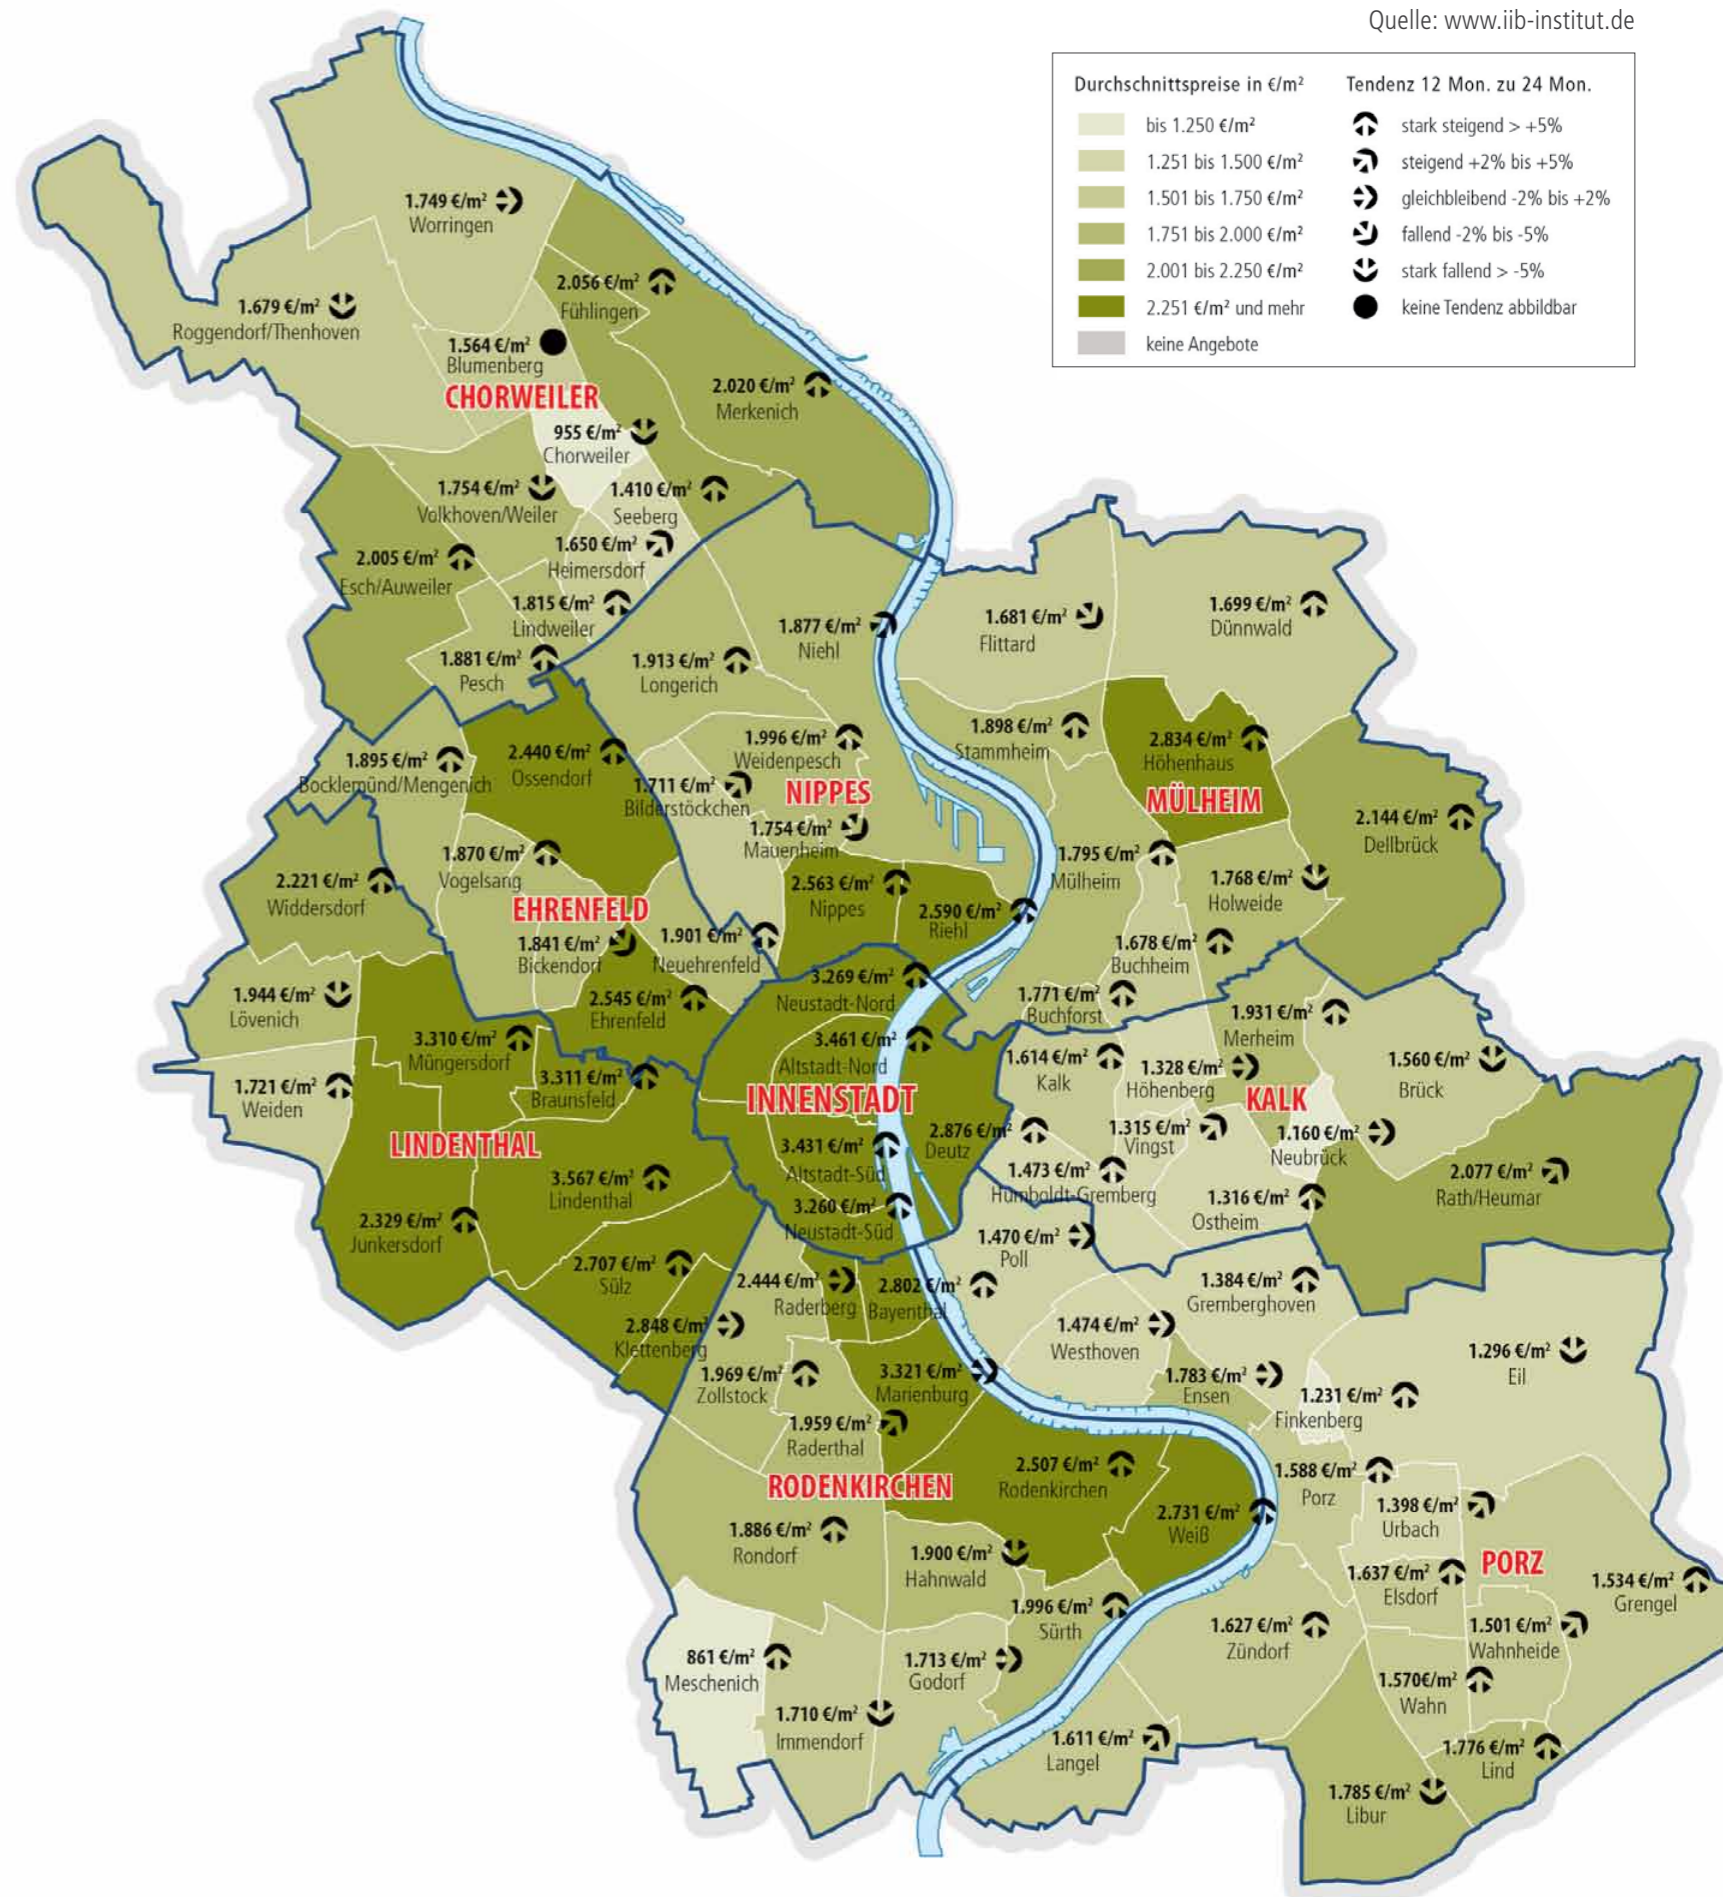 Quelle: www.iib-institut.de
Durchschnittspreise in €/m²
bis 1.250 €/m²
1.251 bis 1.500 €/m²
1.501 bis 1.750 €/m²
1.751 bis 2.000 €/m²
2.001 bis 2.250 €/m²
2.251 €/m² und mehr
keine Angebote
Tendenz 12 Mon. zu 24 Mon.
stark steigend > +5%
steigend +2% bis +5%
gleichbleibend -2% bis +2%
fallend -2% bis -5%
stark fallend > -5%
keine Tendenz abbildbar
1.749 €/m²
Worringen
2.056 €/m²
Fühlingen
1.679 €/m²
Roggendorf/Thenhoven
1.564 €/m²
Blumenberg
CHORWEILER
2.020 €/m²
Merkenich
955 €/m²
Chorweiler
1.754 €/m²
Volkhoven/Weiler
1.410 €/m²
Seeberg
1.650 €/m²
Heimersdorf
2.005 €/m²
Esch/Auweiler
1.815 €/m²
Lindweiler
1.881 €/m²
Pesch
1.877 €/m²
Niehl
1.913 €/m²
Longerich
1.681 €/m²
Flittard
1.699 €/m²
Dünnwald
1.898 €/m²
Stammheim
2.834 €/m²
Höhenhaus
MÜLHEIM
1.996 €/m²
Weidenpesch
1.711 €/m²
Bilderstöckchen
NIPPES
1.754 €/m²
Mauenheim
2.440 €/m²
Ossendorf
1.895 €/m²
Bocklemünd/Mengenich
2.144 €/m²
Dellbrück
1.795 €/m²
Mülheim
1.768 €/m²
Holweide
1.870 €/m²
Vogelsang
2.221 €/m²
Widdersdorf
EHRENFELD
2.563 €/m²
Nippes
2.590 €/m²
Riehl
1.841 €/m²
Bickendorf
1.901 €/m²
Neuehrenfeld
1.678 €/m²
Buchheim
3.269 €/m²
Neustadt-Nord
1.944 €/m²
Lövenich
2.545 €/m²
Ehrenfeld
1.771 €/m²
Buchforst
1.931 €/m²
Merheim
3.310 €/m²
Müngersdorf
3.461 €/m²
Altstadt-Nord
1.614 €/m²
Kalk
1.328 €/m²
Höhenberg
1.560 €/m²
Brück
1.721 €/m²
Weiden
3.311 €/m²
Braunsfeld
INNENSTADT
KALK
LINDENTHAL
3.431 €/m²
Altstadt-Süd
2.876 €/m²
Deutz
1.315 €/m²
Vingst
1.160 €/m²
Neubrück
3.567 €/m²
Lindenthal
1.473 €/m²
Humboldt-Gremberg
1.316 €/m²
Ostheim
2.077 €/m²
Rath/Heumar
2.329 €/m²
Junkersdorf
3.260 €/m²
Neustadt-Süd
1.470 €/m²
Poll
2.707 €/m²
Sülz
2.444 €/m²
Raderberg
2.802 €/m²
Bayenthal
1.384 €/m²
Gremberghoven
2.848 €/m²
Klettenberg
1.474 €/m²
Westhoven
1.296 €/m²
Eil
1.969 €/m²
Zollstock
3.321 €/m²
Marienburg
1.783 €/m²
Ensen
1.231 €/m²
Finkenberg
1.959 €/m²
Raderthal
RODENKIRCHEN
2.507 €/m²
Rodenkirchen
1.588 €/m²
Porz
2.731 €/m²
Weiß
1.398 €/m²
Urbach
1.886 €/m²
Rondorf
1.900 €/m²
Hahnwald
PORZ
1.637 €/m²
Elsdorf
1.534 €/m²
Grengel
1.996 €/m²
Sürth
1.627 €/m²
Zündorf
1.501 €/m²
Wahnheide
861 €/m²
Meschenich
1.713 €/m²
Godorf
1.570€/m²
Wahn
1.710 €/m²
Immendorf
1.611 €/m²
Langel
1.776 €/m²
Lind
1.785 €/m²
Libur